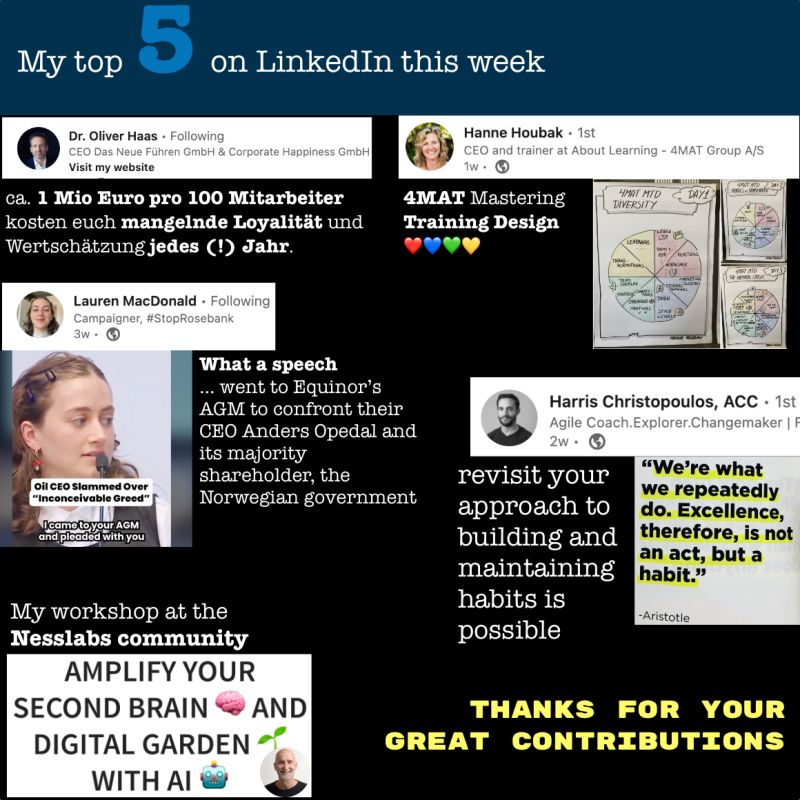 My top 5 on LinkedIn this week
Dr. Oliver Haas • Following
CEO Das Neue Führen GmbH & Corporate Happiness GmbH
Visit my website
ca. 1 Mio Euro pro 100 Mitarbeiter
kosten euch mangelnde Loyalität und
Wertschätzung jedes (!) Jahr.
Hanne Houbak • 1st
CEO and trainer at About Learning - 4MAT Group A/S
1w •
4MAT Mastering
Training Design
❤️💙💚💛
4MAT MTD
DIVERSITY
DAY 1
LEARNING
Lauren MacDonald • Following
Campaigner, #StopRosebank
3w •
What a speech
... went to Equinor's
AGM to confront their
CEO Anders Opedal and
its majority
shareholder, the
Norwegian government
Oil CEO Slammed Over
"Inconceivable Greed"
I came to your AGM
and pleaded with you
Harris Christopoulos, ACC • 1st
Agile Coach.Explorer.Changemaker | F
2w •
revisit your
approach to
building and
maintaining
habits is
possible
“We're what
we repeatedly
do. Excellence,
therefore, is not
an act, but a
habit.”
-Aristotle
My workshop at the
Nesslabs community
AMPLIFY YOUR
SECOND BRAIN 🧠 AND
DIGITAL GARDEN 🌱
WITH AI 🤖
THANKS FOR YOUR
GREAT CONTRIBUTIONS